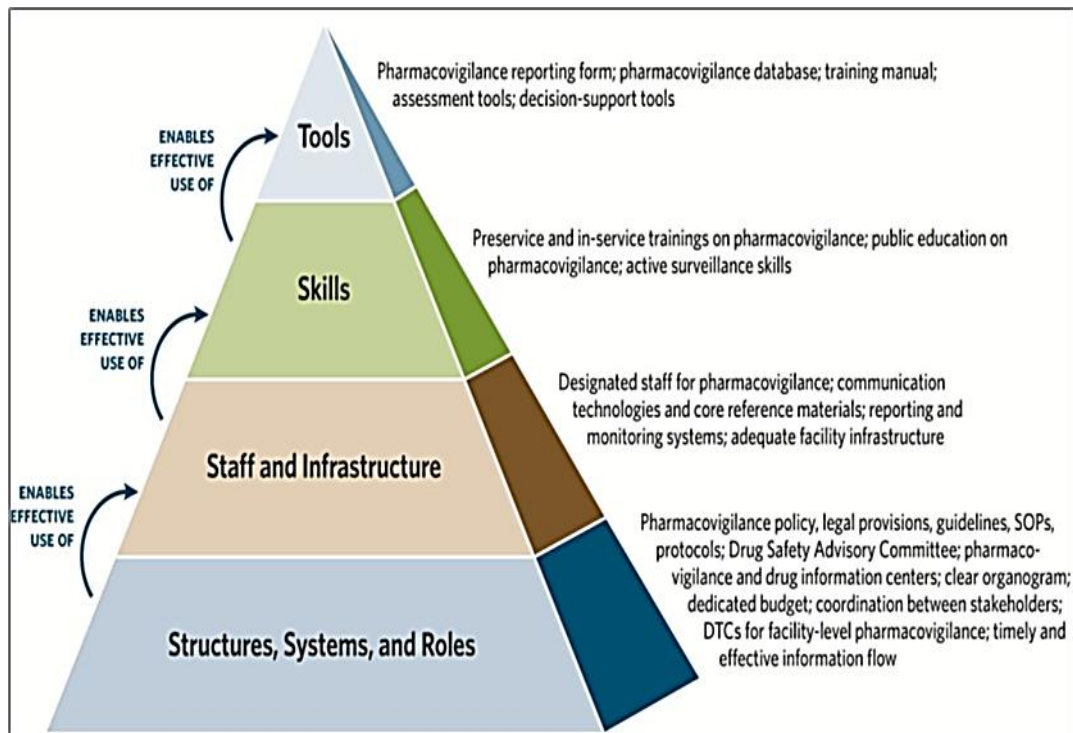 Pharmacovigilance reporting form; pharmacovigilance database; training manual;
assessment tools; decision-support tools
Tools
ENABLES
EFFECTIVE
USE OF
Preservice and in-service trainings on pharmacovigilance; public education on
pharmacovigilance; active surveillance skills
Skills
ENABLES
EFFECTIVE
USE OF
Designated staff for pharmacovigilance; communication
technologies and core reference materials; reporting and
monitoring systems; adequate facility infrastructure
Staff and Infrastructure
ENABLES
EFFECTIVE
USE OF
Pharmacovigilance policy, legal provisions, guidelines, SOPs,
protocols; Drug Safety Advisory Committee; pharmaco-
vigilance and drug information centers; clear organogram;
dedicated budget; coordination between stakeholders;
DTCs for facility-level pharmacovigilance; timely and
effective information flow
Structures, Systems, and Roles